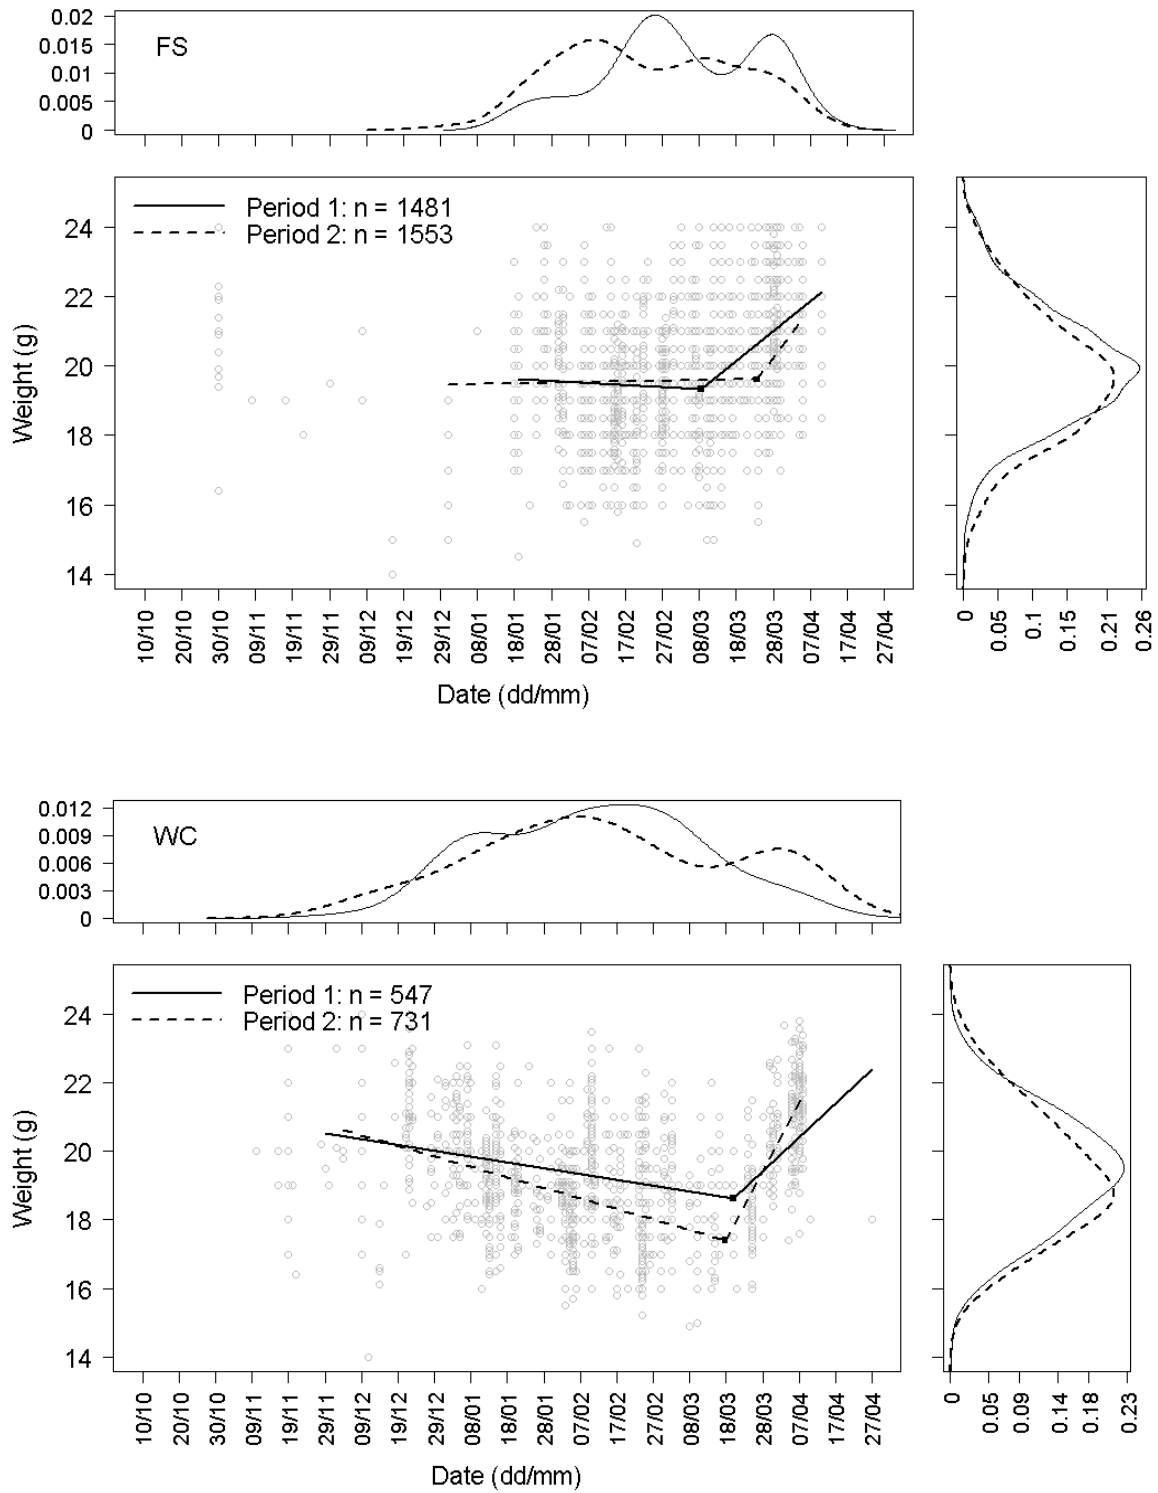 0.02
0.015
0.01
0.005
0
FS
Period 1: n = 1481
Period 2: n = 1553
24
22
20
18
16
14
Weight (g)
10/10 20/10 30/10 09/11 19/11 29/11 09/12 19/12 29/12 08/01 18/01 28/01 07/02 17/02 27/02 08/03 18/03 28/03 07/04 17/04 27/04
Date (dd/mm)
0 0.05 0.1 0.15 0.21 0.26
0.012
0.009
0.006
0.003
0
WC
Period 1: n = 547
Period 2: n = 731
24
22
20
18
16
14
Weight (g)
10/10 20/10 30/10 09/11 19/11 29/11 09/12 19/12 29/12 08/01 18/01 28/01 07/02 17/02 27/02 08/03 18/03 28/03 07/04 17/04 27/04
Date (dd/mm)
0 0.05 0.09 0.14 0.18 0.23